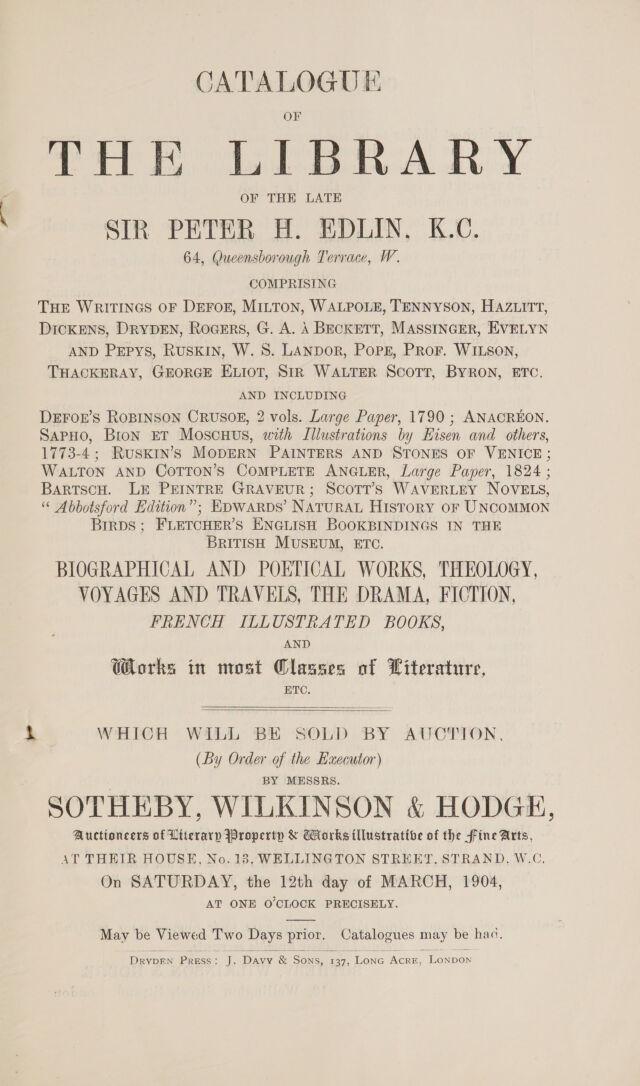 CATALOGUE
OF
THE LIBRARY
OF THE LATE
SIR PETER H. EDLIN, K.C.
64, Queensborough Terrace, W.
COMPRISING
THE WRITINGS OF DEFOE, MILTON, WALPOLE, TENNYSON, HAZLITT,
DICKENS, DRYDEN, ROGERS, G. A. À BECKETT, MASSINGER, EVELYN
AND PEPYS, RUSKIN, W. S. LANDOR, POPE, PROF. WILSON,
THACKERAY, GEORGE ELIOT, SIR WALTER SCOTT, BYRON, ETC.
AND INCLUDING
DEFOE'S ROBINSON CRUSOE, 2 vols. Large Paper, 1790; ANACRÉON.
SAPHO, BION ET MOSCHUS, with Illustrations by Eisen and others,
1773-4; RUSKIN'S MODERN PAINTERS AND STONES OF VENICE;
WALTON AND COTTON'S COMPLETE ANGLER, Large Paper, 1824;
BARTSCH. LE PEINTRE GRAVEUR; SCOTT'S WAVERLEY NOVELS,
"Abbotsford Edition"; EDWARDS' NATURAL HISTORY OF UNCOMMON
BIRDS; FLETCHER'S ENGLISH BOOKBINDINGS IN THE
BRITISH MUSEUM, ETC.
BIOGRAPHICAL AND POETICAL WORKS, THEOLOGY,
VOYAGES AND TRAVELS, THE DRAMA, FICTION,
FRENCH ILLUSTRATED BOOKS,
AND
Works in most Classes of Literature,
ETC.
WHICH WILL BE SOLD BY AUCTION,
(By Order of the Executor)
BY MESSRS.
SOTHEBY, WILKINSON & HODGE,
Auctioneers of Literary Property & Works illustrative of the Fine Arts,
AT THEIR HOUSE, No. 13, WELLINGTON STREET, STRAND, W.C.
On SATURDAY, the 12th day of MARCH, 1904,
AT ONE O'CLOCK PRECISELY.
May be Viewed Two Days prior. Catalogues may be had.
DRYDEN PRESS: J. DAVY & SONS, 137, LONG ACRE, LONDON